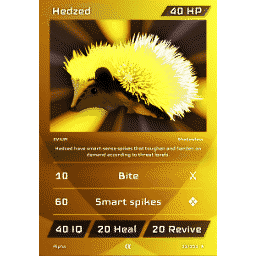 Hedzed
40 HP
Hedzed have smart sense spikes that toughen and harden on
demand according to threat levels
10 Bite X
60 Smart spikes ❖
40 IQ 20 Heal 20 Revive
Alpha